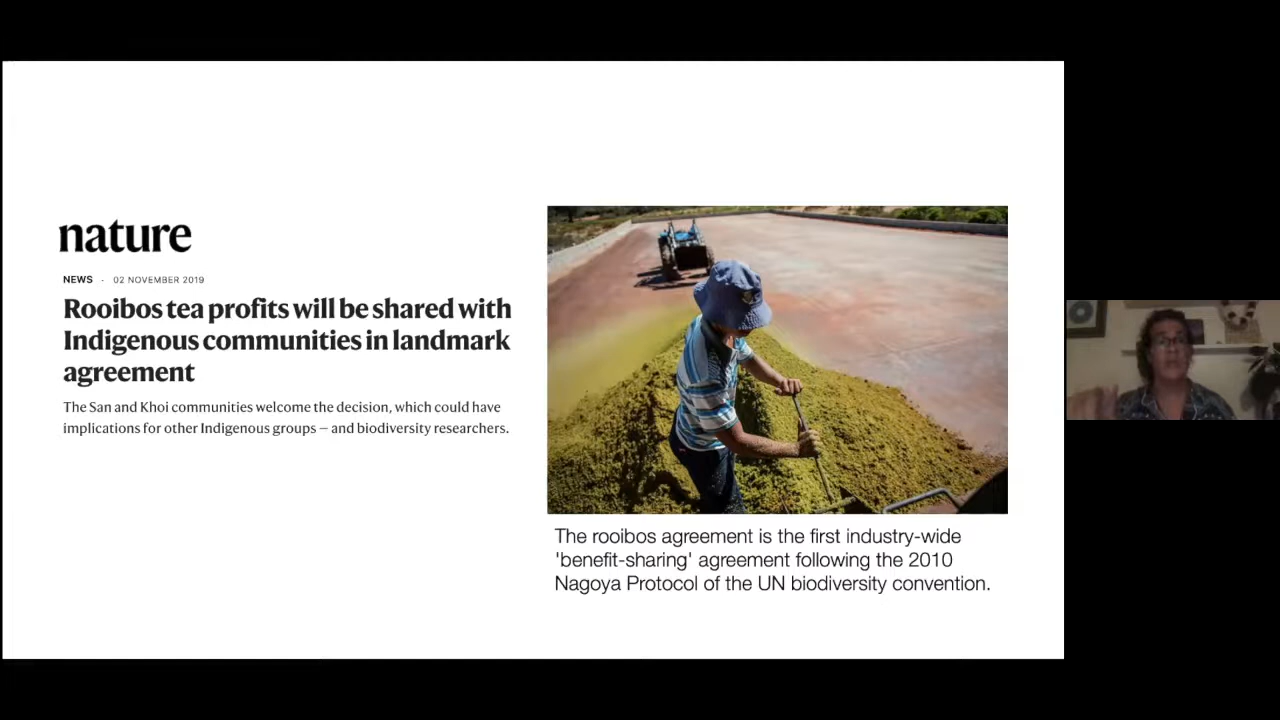 nature
NEWS · 02 NOVEMBER 2019
Rooibos tea profits will be shared with
Indigenous communities in landmark
agreement
The San and Khoi communities welcome the decision, which could have
implications for other Indigenous groups — and biodiversity researchers.
The rooibos agreement is the first industry-wide
'benefit-sharing' agreement following the 2010
Nagoya Protocol of the UN biodiversity convention.